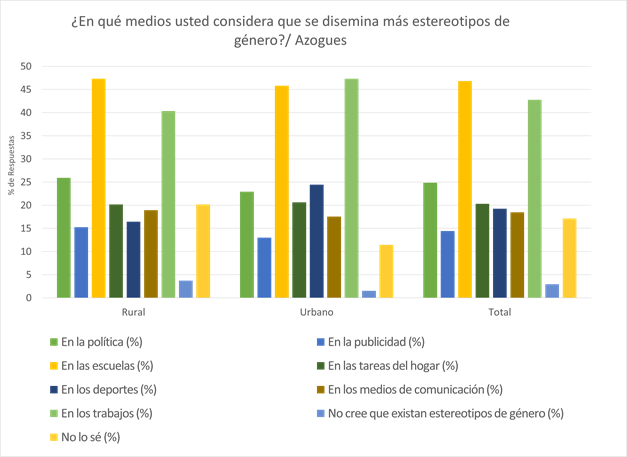 ¿En qué medios usted considera que se disemina más estereotipos de
género?/ Azogues
% de Respuestas
50
45
40
35
30
25
20
15
10
5
0
Rural Urbano Total
En la política (%) En la publicidad (%)
En las escuelas (%) En las tareas del hogar (%)
En los deportes (%) En los medios de comunicación (%)
En los trabajos (%) No cree que existan estereotipos de género (%)
No lo sé (%)